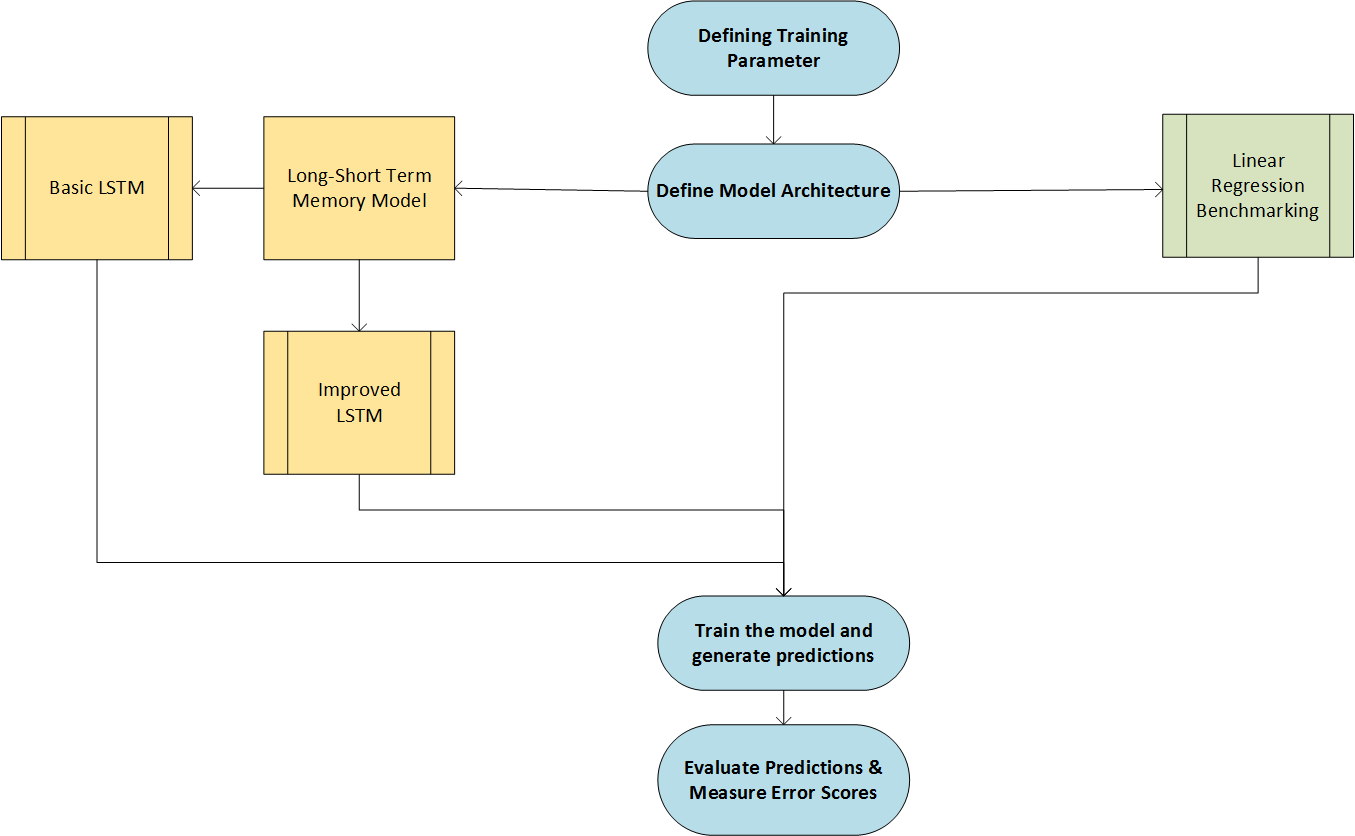 Defining Training
Parameter
Basic LSTM
Long-Short Term
Memory Model
Define Model Architecture
Linear
Regression
Benchmarking
Improved
LSTM
Train the model and
generate predictions
Evaluate Predictions &
Measure Error Scores